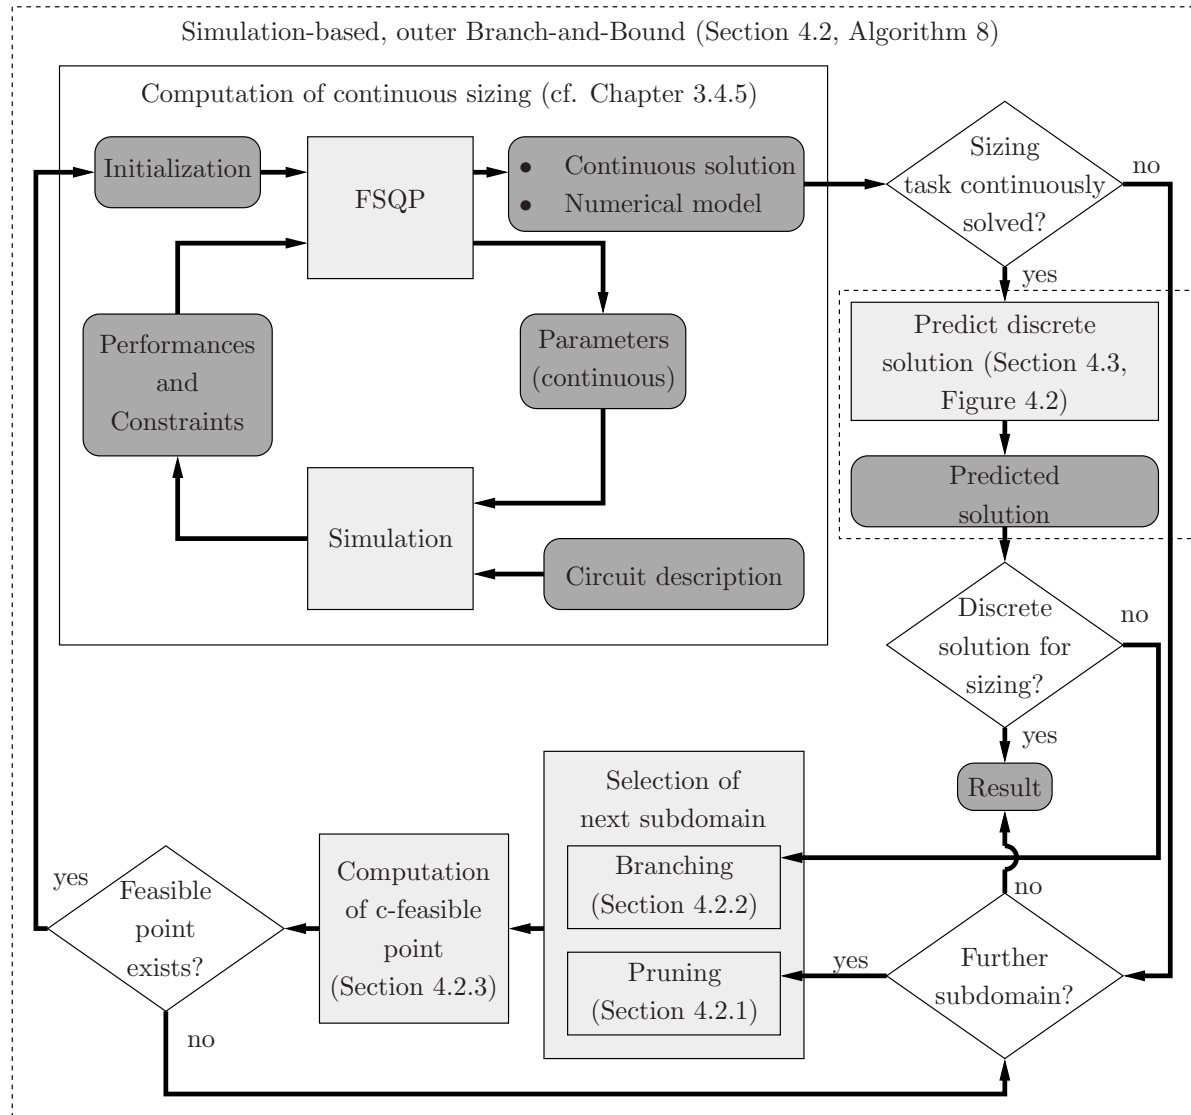 Simulation-based, outer Branch-and-Bound (Section 4.2, Algorithm 8)
Computation of continuous sizing (cf. Chapter 3.4.5)
Initialization
FSQP
• Continuous solution
• Numerical model
Sizing
task continuously
solved?
no
yes
Performances
and
Constraints
Parameters
(continuous)
Predict discrete
solution (Section 4.3,
Figure 4.2)
Predicted
solution
Simulation
Circuit description
Discrete
solution for
sizing?
no
yes
Result
Selection of
next subdomain
Branching
(Section 4.2.2)
Pruning
(Section 4.2.1)
Computation
of c-feasible
point
(Section 4.2.3)
yes
Feasible
point
exists?
no
no
yes
Further
subdomain?